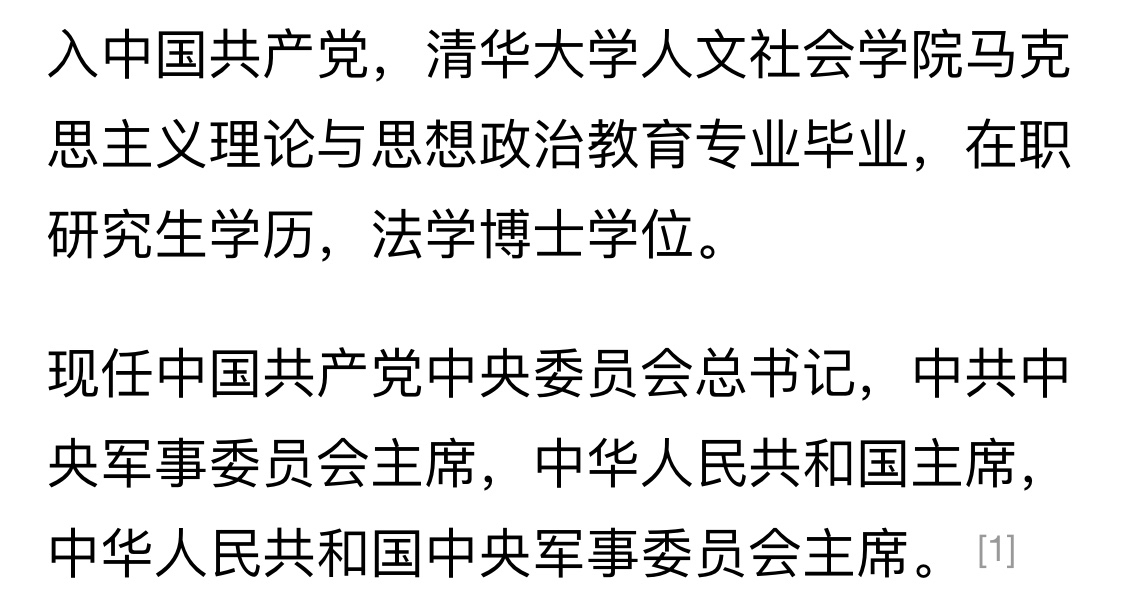 入中国共产党，清华大学人文社会学院马克
思主义理论与思想政治教育专业毕业，在职
研究生学历，法学博士学位。
现任中国共产党中央委员会总书记，中共中
央军事委员会主席，中华人民共和国主席，
中华人民共和国中央军事委员会主席。 [1]